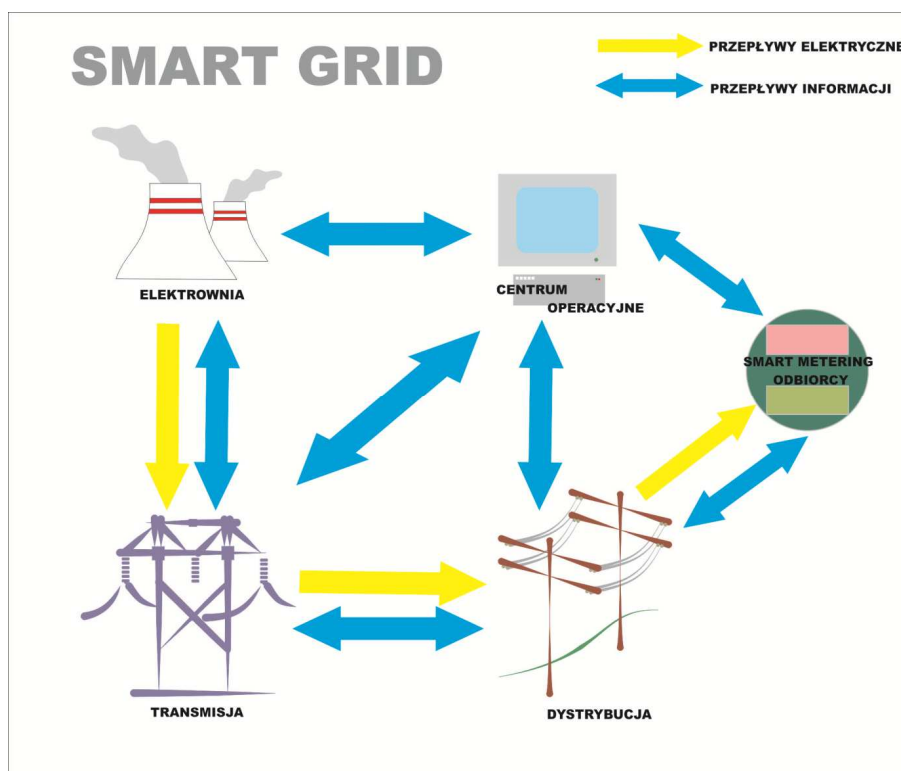 SMART GRID
PRZEPŁYWY ELEKTRYCZNE
PRZEPŁYWY INFORMACJI
ELEKTROWNIA
CENTRUM
OPERACYJNE
SMART METERING
ODBIORCY
TRANSMISJA
DYSTRYBUCJA